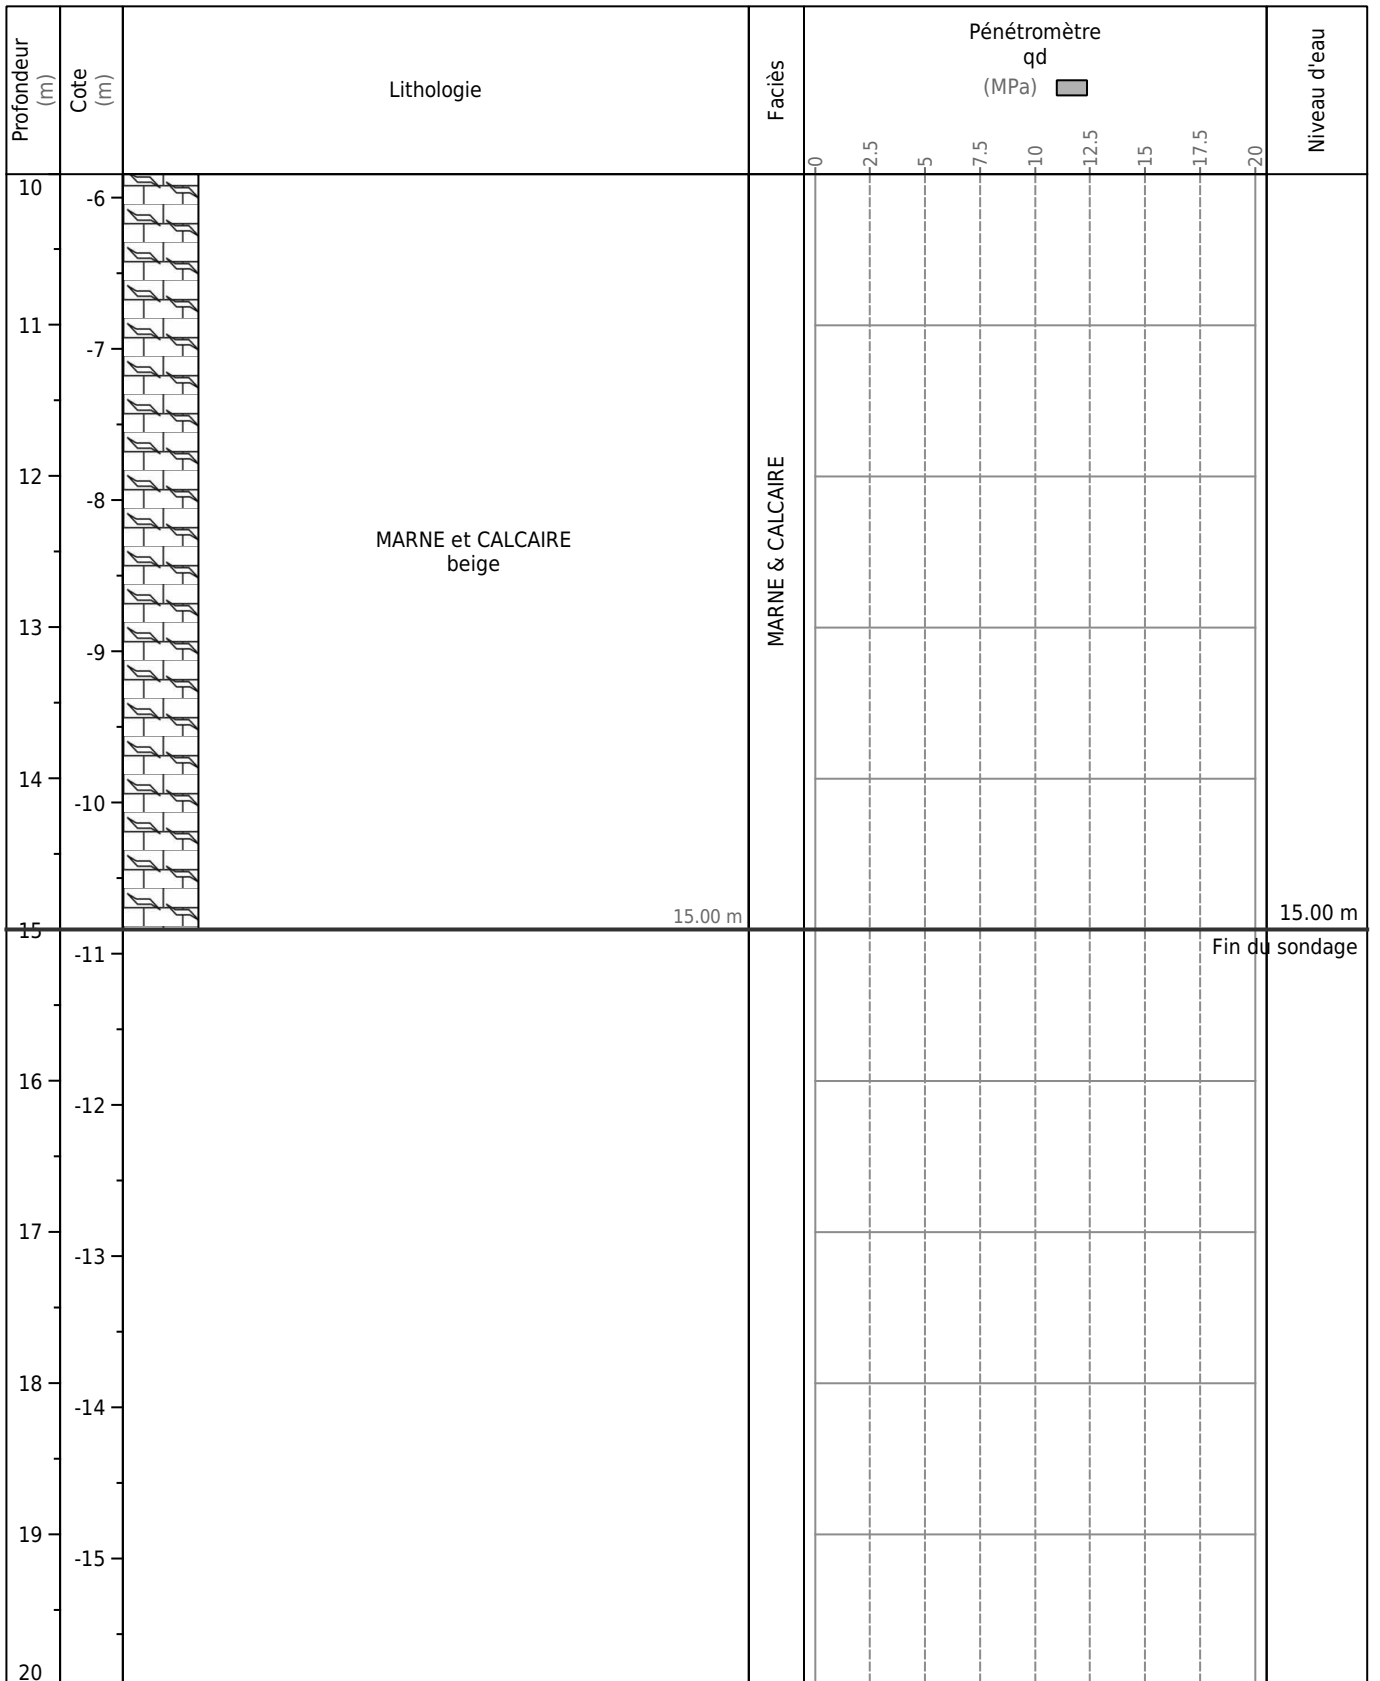 Profondeur
(m)
Cote
(m)
Lithologie
Faciès
Pénétromètre
qd
(MPa)
Niveau d'eau
0
2.5
5
7.5
10
12.5
15
17.5
20
10
-6
11
-7
12
-8
MARNE et CALCAIRE
beige
MARNE & CALCAIRE
13
-9
14
-10
15.00 m
15.00 m
15
Fin du sondage
-11
16
-12
17
-13
18
-14
19
-15
20